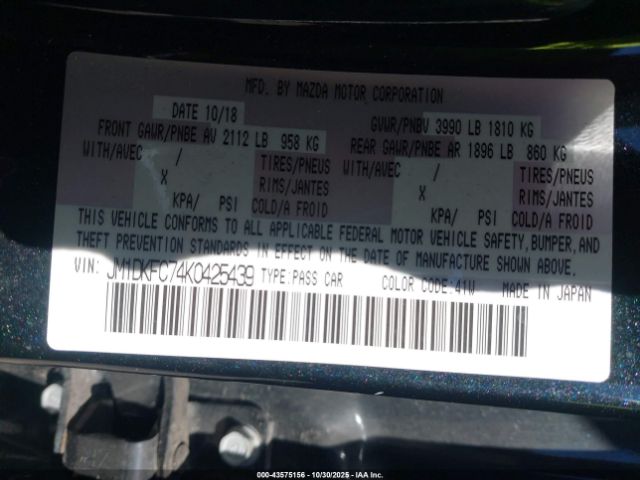 MFD. BY MAZDA MOTOR CORPORATION
DATE 10/18 GVWR/PNBV 3990 LB 1810 KG
FRONT GAWR/PNBE AV 2112 LB 958 KG REAR GAWR/PNBE AR 1896 LB 860 KG
WITH/AVEC / TIRES/PNEUS WITH/AVEC / TIRES/PNEUS
X RIMS/JANTES X RIMS/JANTES
KPA/ PSI COLD/A FROID KPA/ PSI COLD/A FROID
THIS VEHICLE CONFORMS TO ALL APPLICABLE FEDERAL MOTOR VEHICLE SAFETY, BUMPER, AND
THEFT PREVENTION STANDARDS IN EFFECT ON THE DATE OF MANUFACTURE SHOWN ABOVE.
VIN: JM1DKFC74K0425439 TYPE:PASS CAR COLOR CODE:41W MADE IN JAPAN
000-43575156 - 10/30/2025 - IAA Inc.